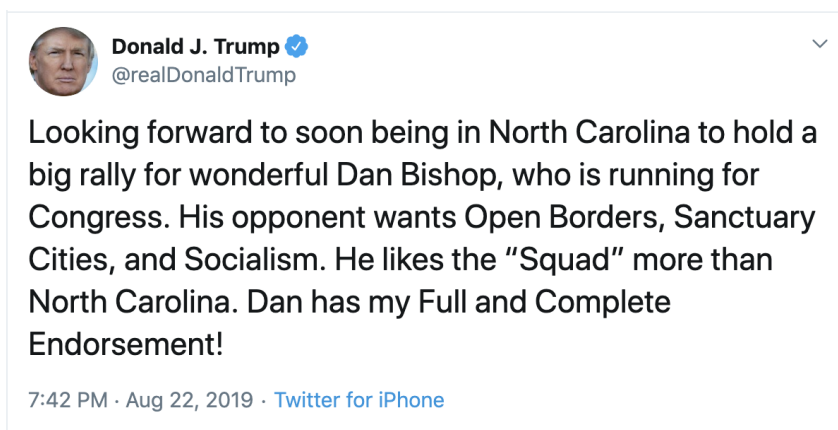 Donald J. Trump
@realDonaldTrump
Looking forward to soon being in North Carolina to hold a
big rally for wonderful Dan Bishop, who is running for
Congress. His opponent wants Open Borders, Sanctuary
Cities, and Socialism. He likes the “Squad” more than
North Carolina. Dan has my Full and Complete
Endorsement!
7:42 PM · Aug 22, 2019 · Twitter for iPhone